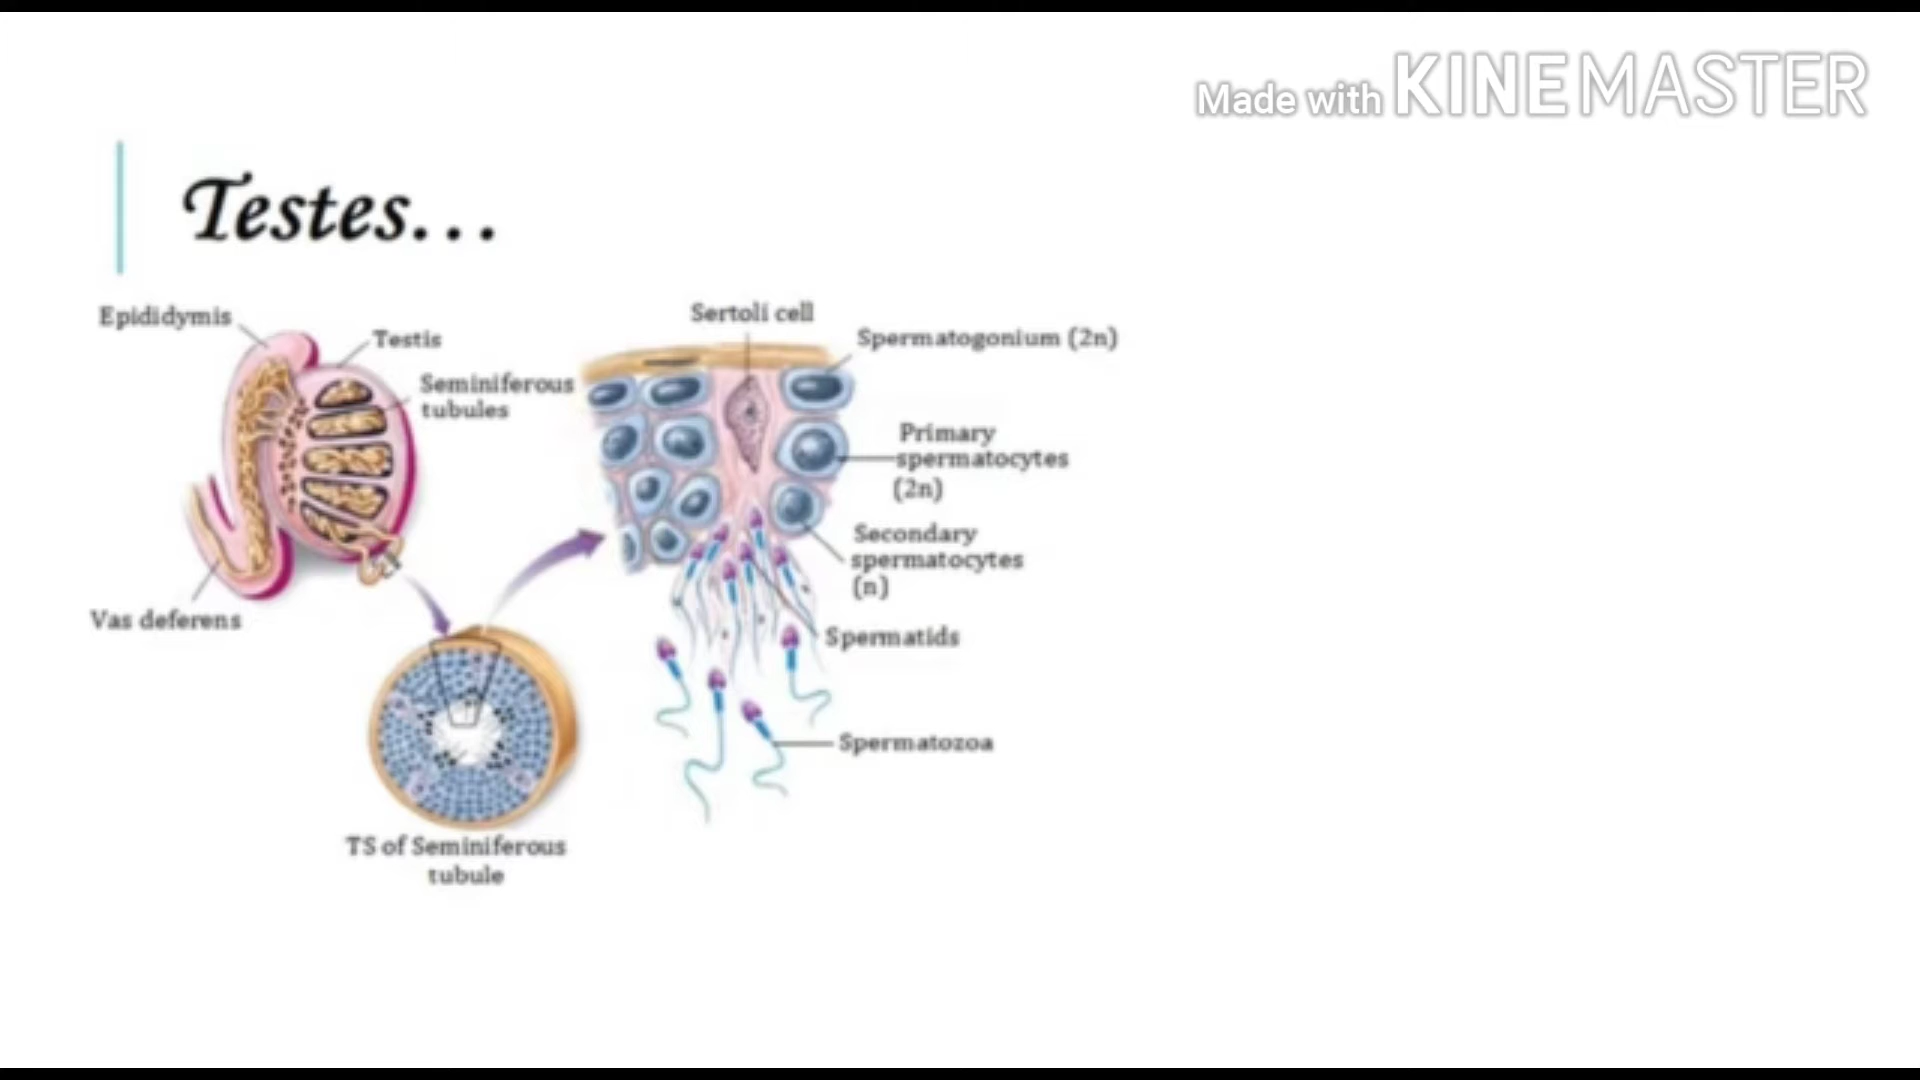 Made with KINEMASTER
Testes...
Epididymis
Testis
Seminiferous
tubules
Vas deferens
TS of Seminiferous
tubule
Sertoli cell
Spermatogonium (2n)
Primary
spermatocytes
(2n)
Secondary
spermatocytes
(n)
Spermatids
Spermatozoa